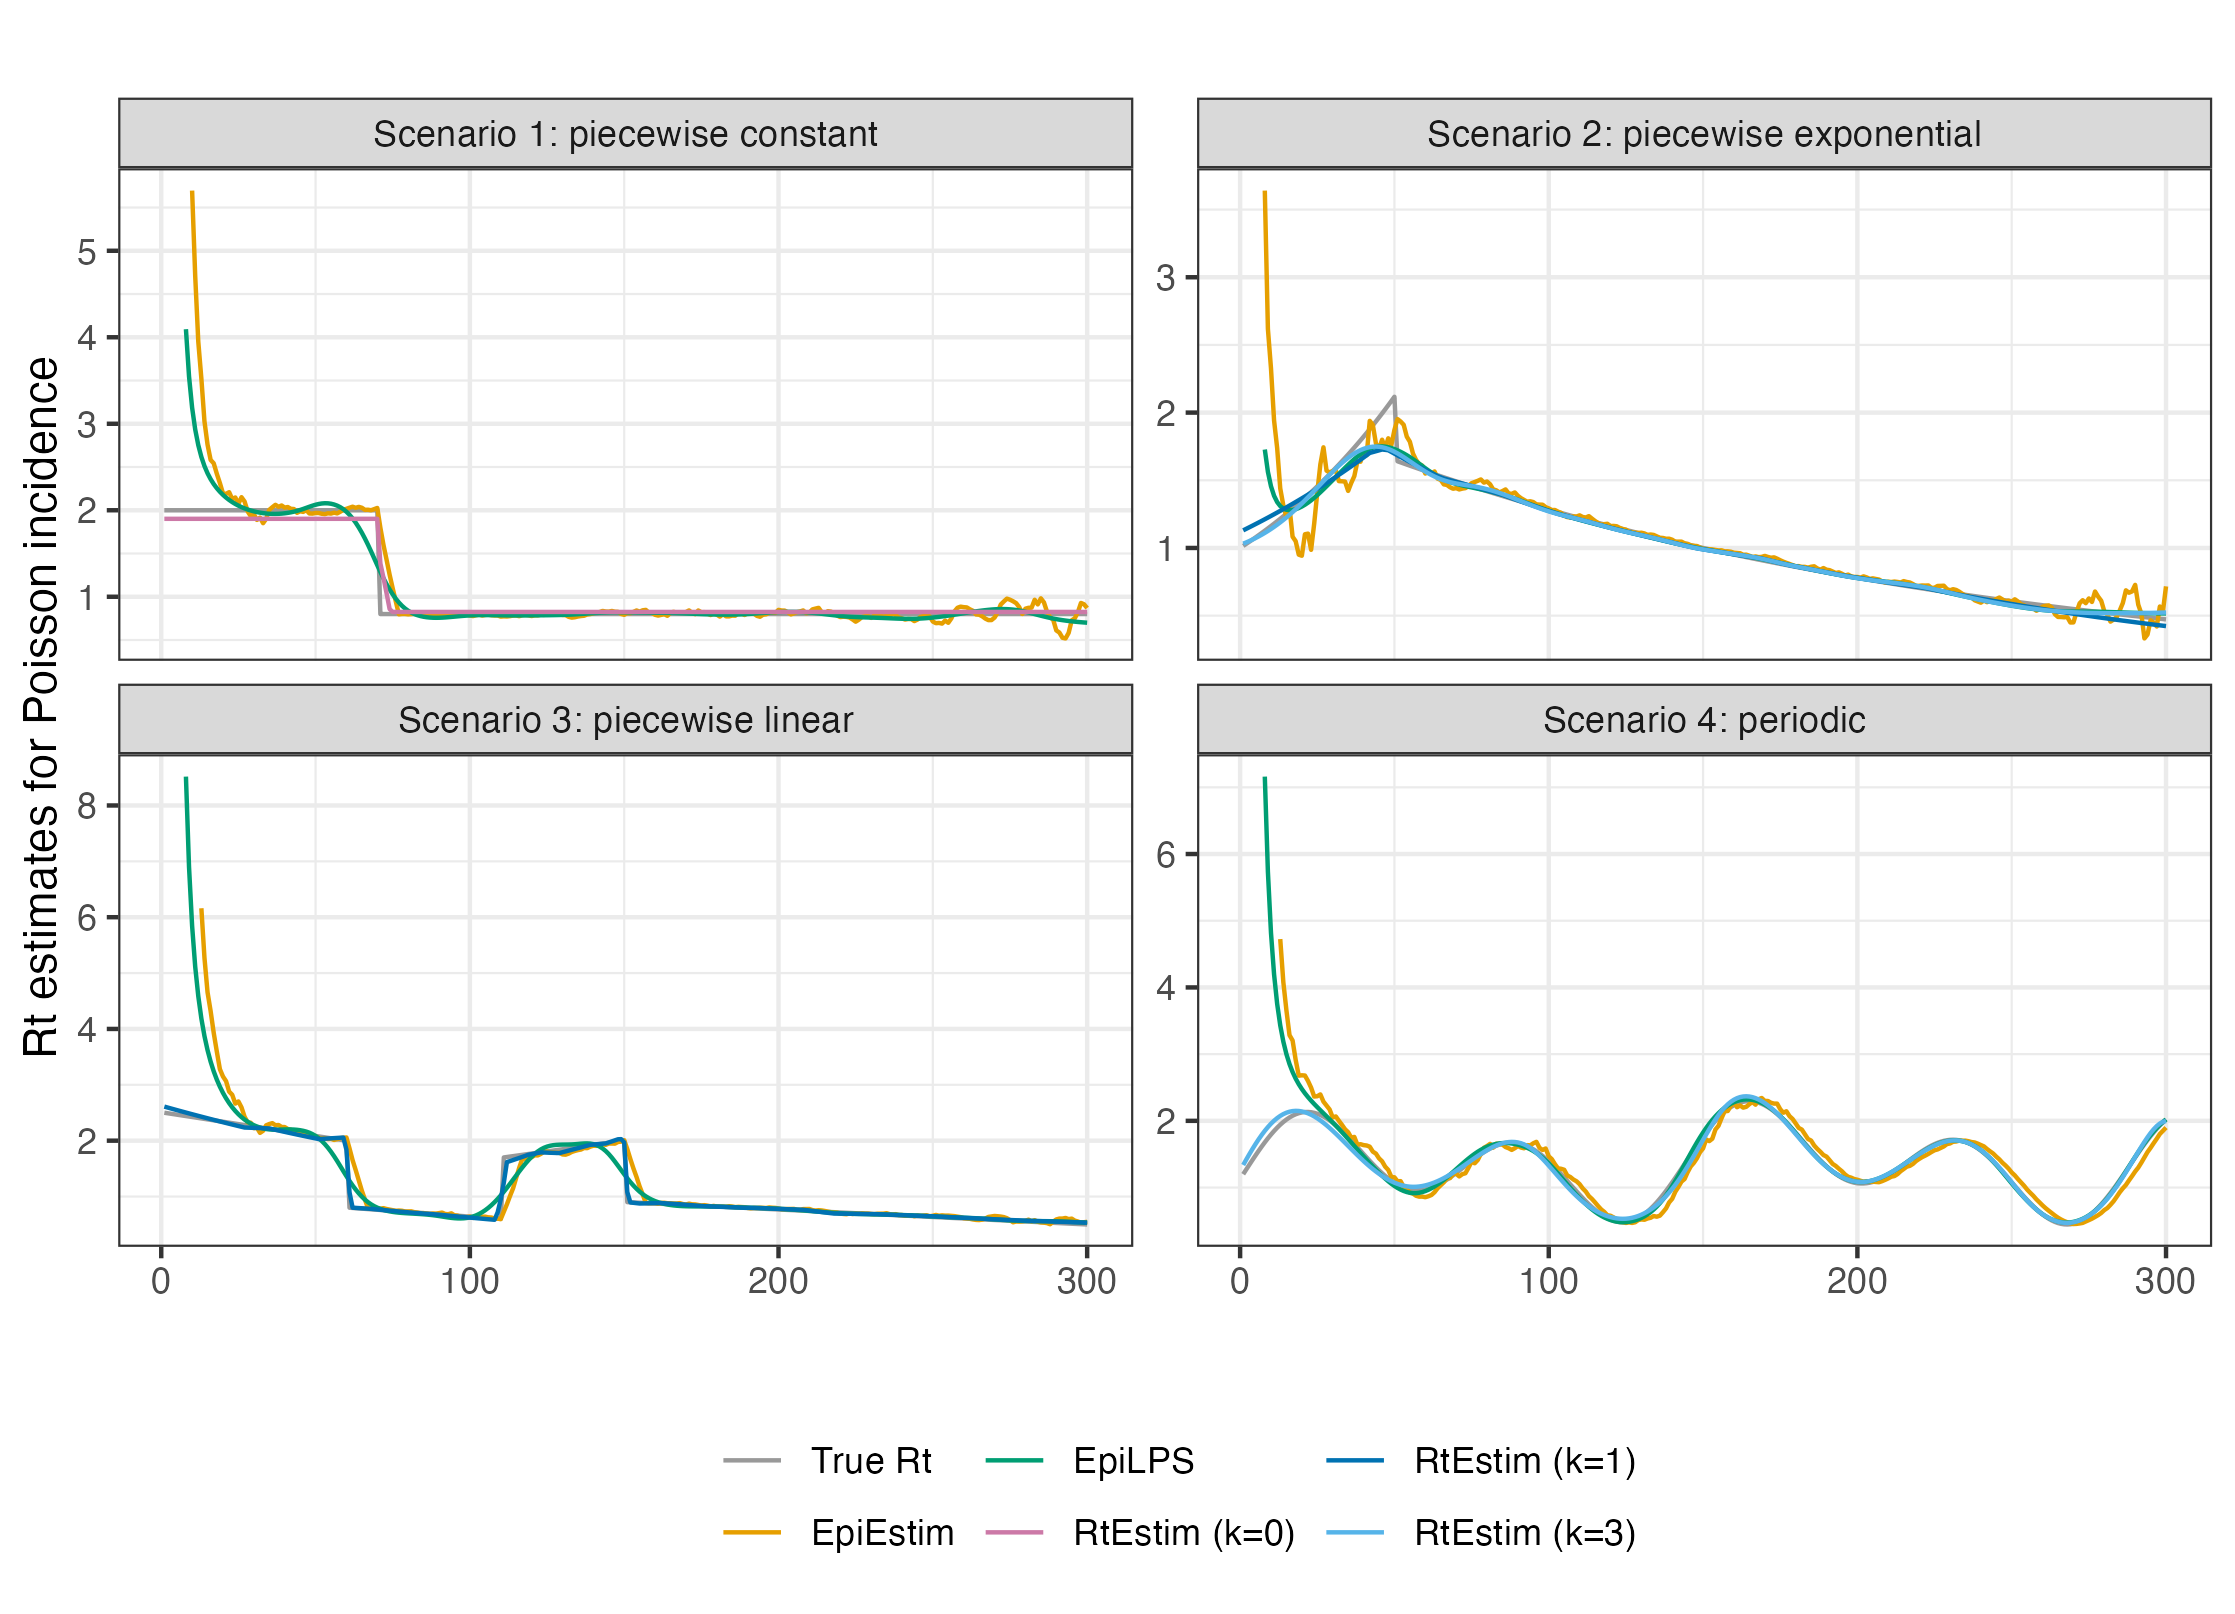 Rt estimates for Poisson incidence
Scenario 1: piecewise constant
5
4
3
2
1
Scenario 2: piecewise exponential
3
2
1
Scenario 3: piecewise linear
8
6
4
2
0 100 200 300
Scenario 4: periodic
6
4
2
0 100 200 300
True Rt EpiLPS RtEstim (k=1)
EpiEstim RtEstim (k=0) RtEstim (k=3)